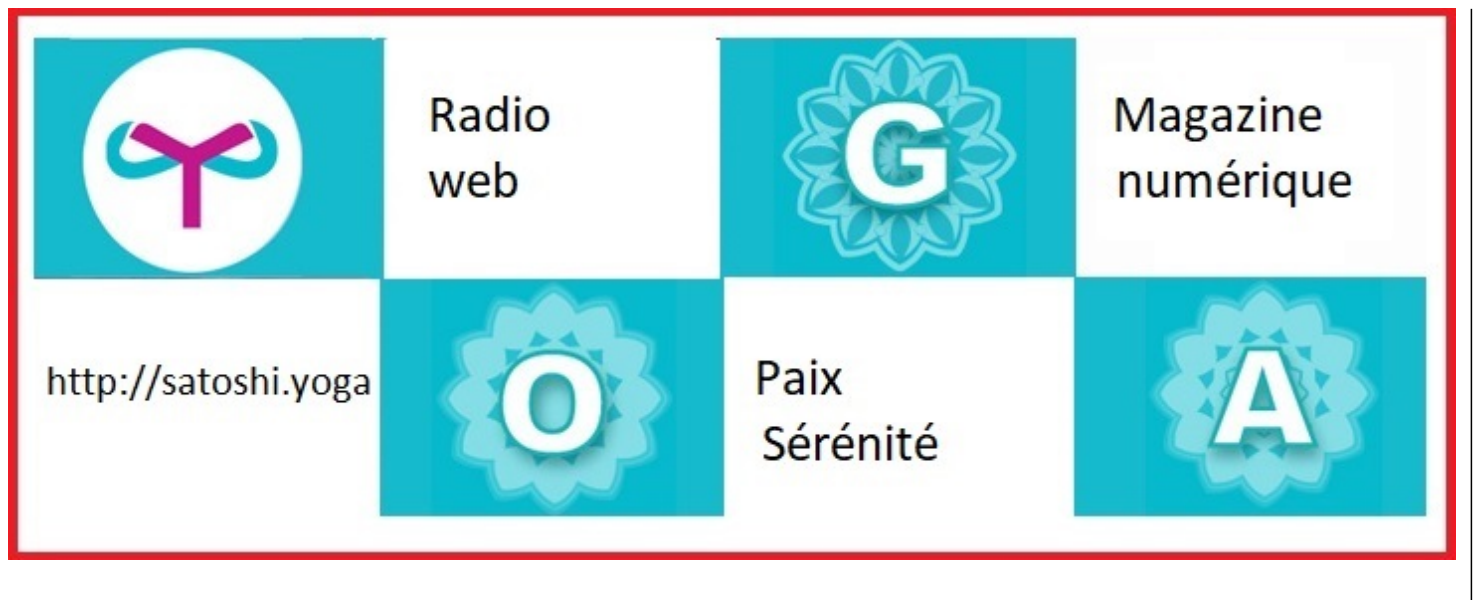 Y
Radio
web
G
Magazine
numérique
http://satoshi.yoga
O
Paix
Sérénité
A